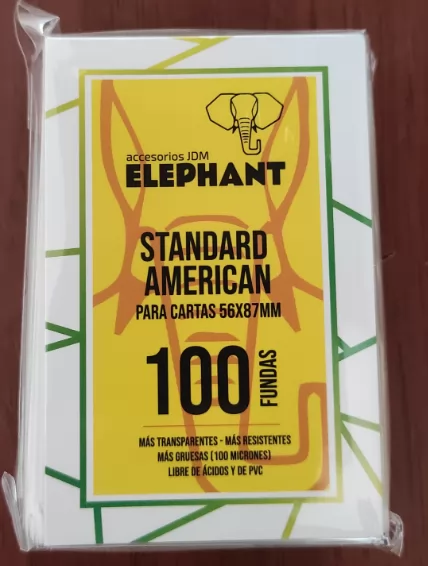 accesorios JDM
ELEPHANT
STANDARD
AMERICAN
PARA CARTAS 56X87MM
100 FUNDAS
MÁS TRANSPARENTES - MÁS RESISTENTES
MÁS GRUESAS (100 MICRONES)
LIBRE DE ÁCIDOS Y DE PVC